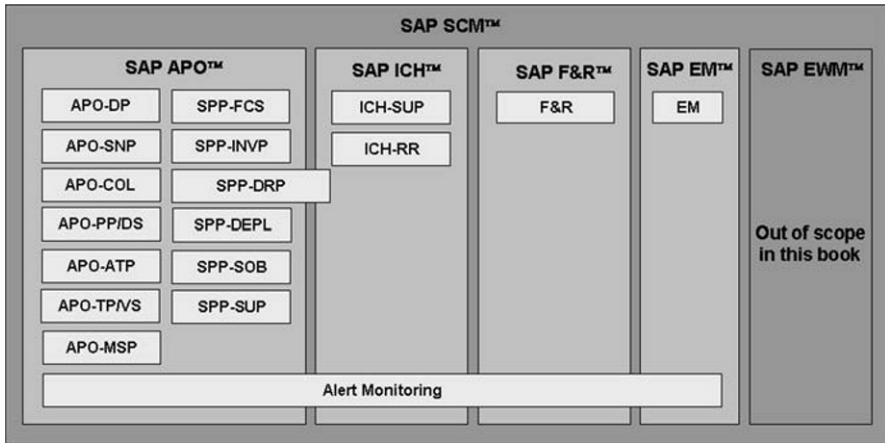 SAP SCM™
SAP APO™
APO-DP
SPP-FCS
APO-SNP
SPP-INVP
APO-COL
SPP-DRP
APO-PP/DS
SPP-DEPL
APO-ATP
SPP-SOB
APO-TP/VS
SPP-SUP
APO-MSP
SAP ICH™
ICH-SUP
ICH-RR
SAP F&R™
F&R
SAP EM™
EM
SAP EWM™
Out of scope
in this book
Alert Monitoring